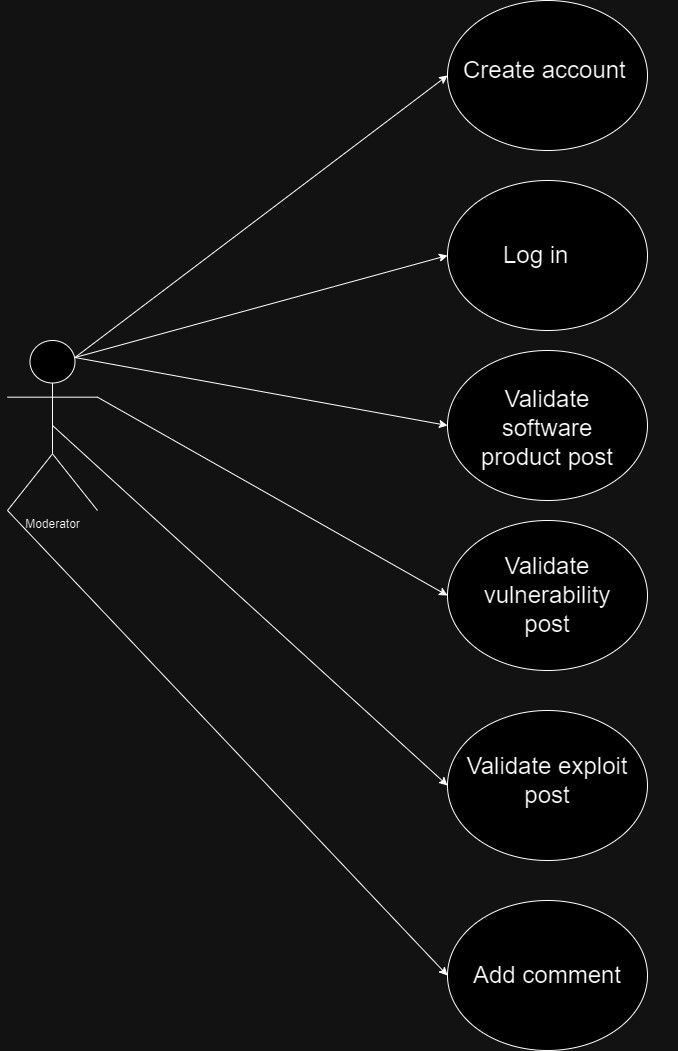 Create account
Log in
Validate
software
product post
Moderator
Validate
vulnerability
post
Validate exploit
post
Add comment